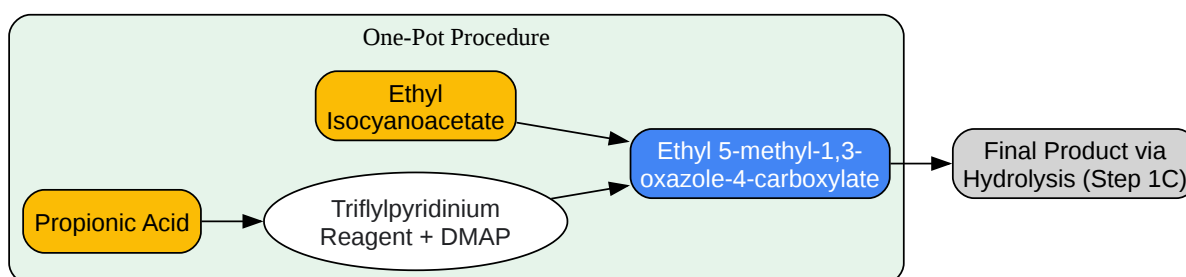 One-Pot Procedure
Ethyl
Isocyanoacetate
Ethyl 5-methyl-1,3-
oxazole-4-carboxylate
Final Product via
Hydrolysis (Step 1C)
Propionic Acid
Triflylpyridinium
Reagent + DMAP